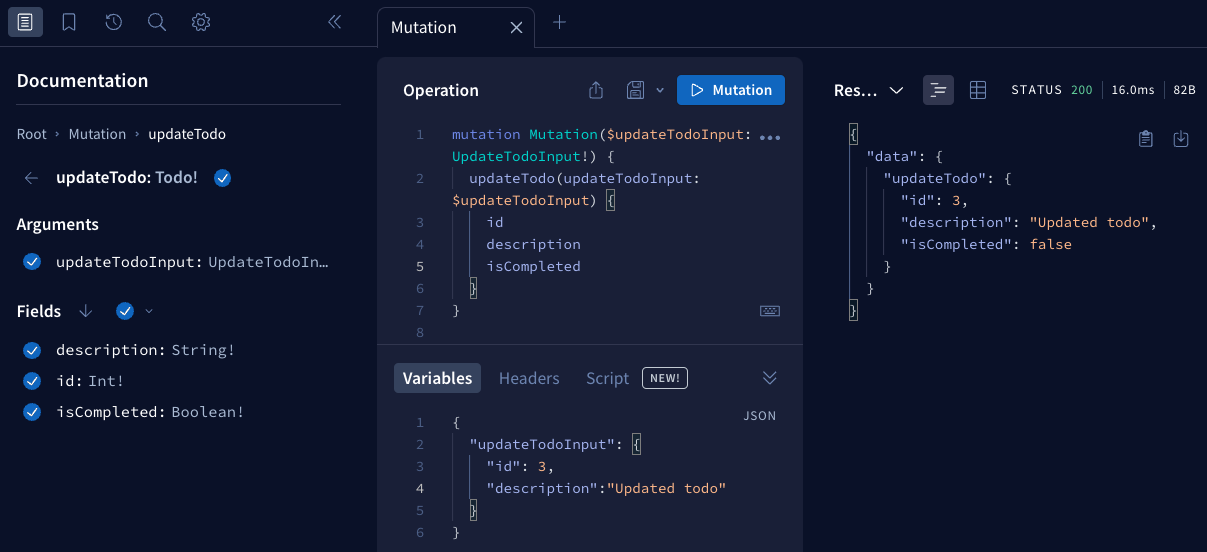 Documentation
Root › Mutation › updateTodo
updateTodo: Todo!
Arguments
updateTodoInput: UpdateTodoIn…
Fields
description: String!
id: Int!
isCompleted: Boolean!
Mutation
Operation
Mutation
1 mutation Mutation($updateTodoInput:
UpdateTodoInput!) {
2 updateTodo(updateTodoInput:
$updateTodoInput) {
3 id
4 description
5 isCompleted
6 }
7 }
8
Variables Headers Script NEW!
JSON
1 {
2 "updateTodoInput": {
3 "id": 3,
4 "description":"Updated todo"
5 }
6 }
Res… STATUS 200 16.0ms 82B
{
"data": {
"updateTodo": {
"id": 3,
"description": "Updated todo",
"isCompleted": false
}
}
}